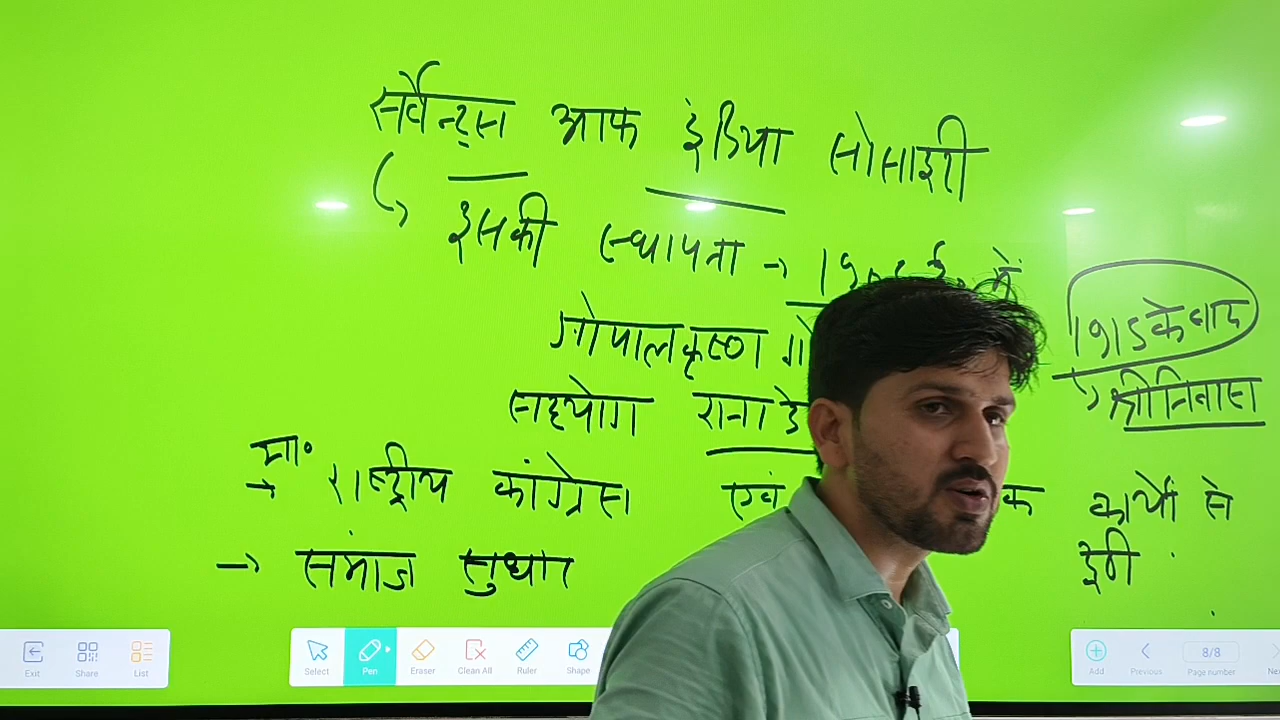 सर्वेन्ट्स आफ इंडिया सोसाइटी
इसकी स्थापना → में
गोपालकृष्ण
1915 के बाद
श्रीनिवास
सहयोग रानाडे
राष्ट्रीय कांग्रेस एवं कार्यो से
→ समाज सुधार
Exit
Share
List
Select
Pen
Eraser
Clean All
Ruler
Shape
Add
Previous
8/8
Page number